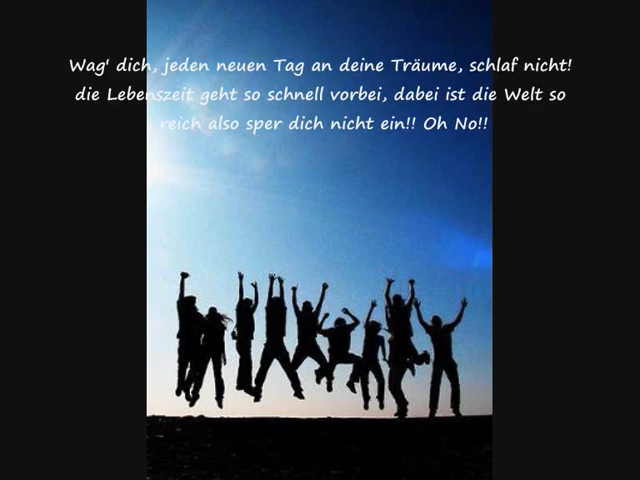 Wag' dich, jeden neuen Tag an deine Träume, schlaf nicht!
die Lebenszeit geht so schnell vorbei, dabei ist die Welt so
reich also sper dich nicht ein!! Oh No!!